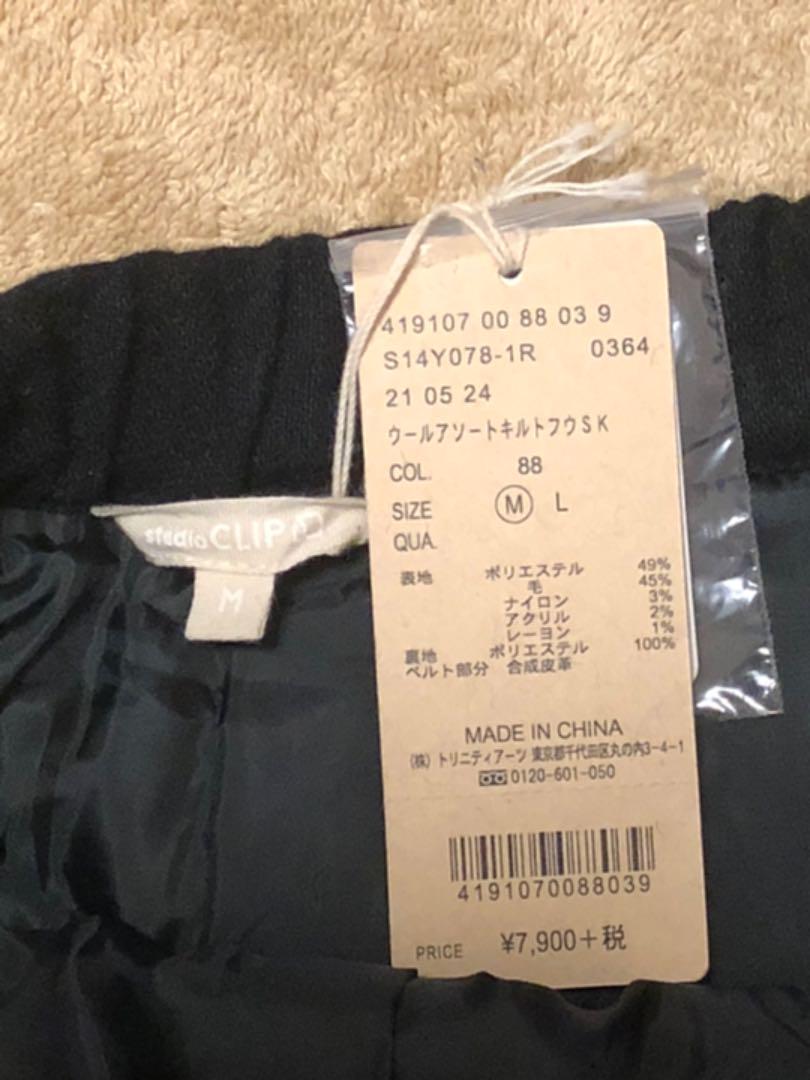 419107 00 88 03 9
S14Y078-1R 0364
21 05 24
ウールアソートキルトフウSK
COL. 88
SIZE M L
QUA.
表地 ポリエステル 49%
毛 45%
ナイロン 3%
アクリル 2%
レーヨン 1%
裏地 ポリエステル 100%
ベルト部分 合成皮革
MADE IN CHINA
(株) トリニティアーツ 東京都千代田区丸の内3-4-1
0120-601-050
4191070088039
PRICE ¥7,900+税
studio CLIP
M